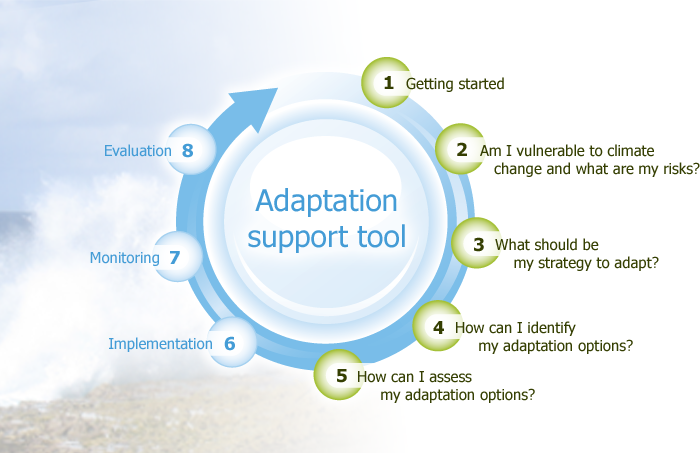 Adaptation
support tool
1 Getting started
2 Am I vulnerable to climate
change and what are my risks?
3 What should be
my strategy to adapt?
4 How can I identify
my adaptation options?
5 How can I assess
my adaptation options?
Implementation 6
Monitoring 7
Evaluation 8